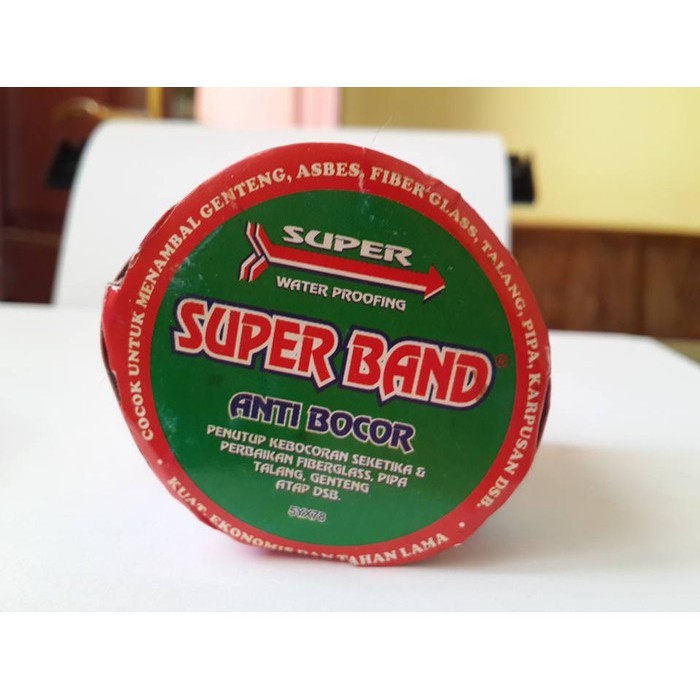 COCOK UNTUK MENAMBAL GENTENG, ASBES, FIBER GLASS, TALANG, PIPA, KARPUSAN DSB.
SUPER
WATER PROOFING
SUPER BAND®
ANTI BOCOR
PENUTUP KEBOCORAN SEKETIKA &
PERBAIKAN FIBERGLASS, PIPA
TALANG, GENTENG
ATAP DSB.
• KUAT, EKONOMIS DAN TAHAN LAMA •